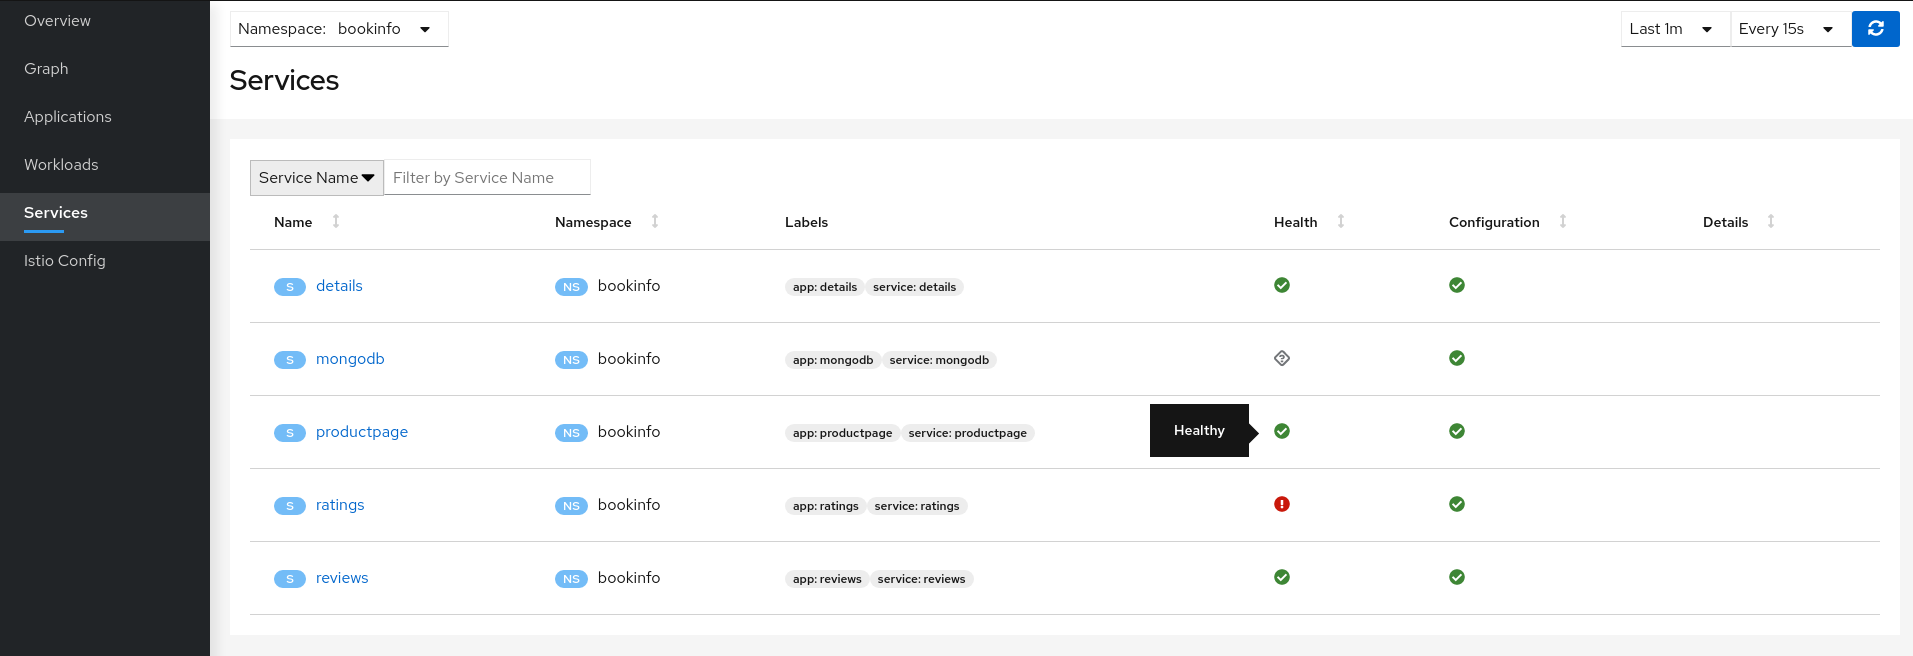 Overview
Graph
Applications
Workloads
Services
Istio Config
Namespace: bookinfo
Last 1m
Every 15s
Services
Service Name
Filter by Service Name
Name Namespace Labels Health Configuration Details
S details NS bookinfo app: details service: details
S mongodb NS bookinfo app: mongodb service: mongodb
S productpage NS bookinfo app: productpage service: productpage Healthy
S ratings NS bookinfo app: ratings service: ratings
S reviews NS bookinfo app: reviews service: reviews